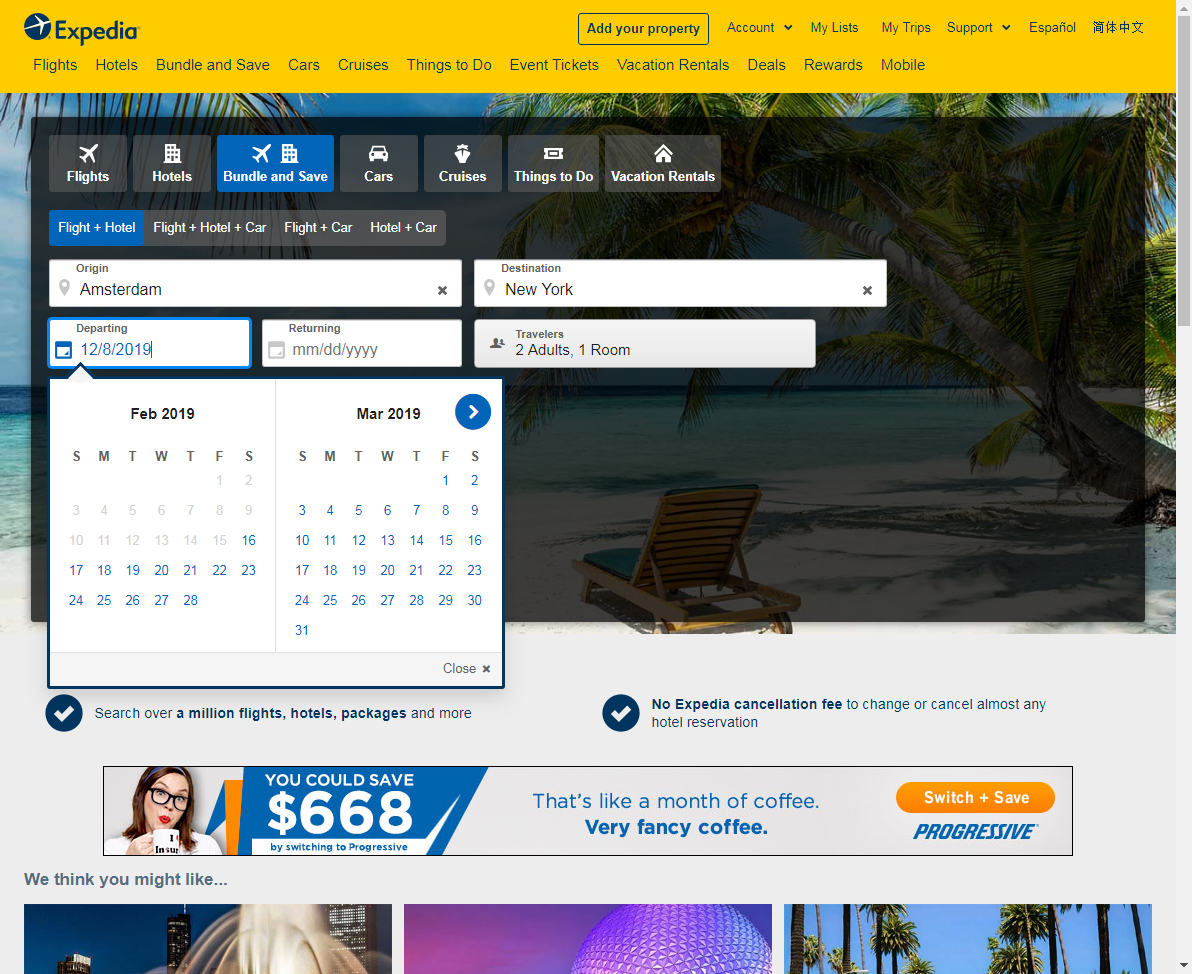 Expedia
Add your property
Account
My Lists
My Trips
Support
Español
简体中文
Flights
Hotels
Bundle and Save
Cars
Cruises
Things to Do
Event Tickets
Vacation Rentals
Deals
Rewards
Mobile
Flights
Hotels
Bundle and Save
Cars
Cruises
Things to Do
Vacation Rentals
Flight + Hotel
Flight + Hotel + Car
Flight + Car
Hotel + Car
Origin
Amsterdam
Destination
New York
Departing
12/8/2019
Returning
mm/dd/yyyy
Travelers
2 Adults, 1 Room
Feb 2019
S M T W T F S
1 2
3 4 5 6 7 8 9
10 11 12 13 14 15 16
17 18 19 20 21 22 23
24 25 26 27 28
Mar 2019
S M T W T F S
1 2
3 4 5 6 7 8 9
10 11 12 13 14 15 16
17 18 19 20 21 22 23
24 25 26 27 28 29 30
31
Close
Search over a million flights, hotels, packages and more
No Expedia cancellation fee to change or cancel almost any
hotel reservation
YOU COULD SAVE
$668
by switching to Progressive
I
Insur
That's like a month of coffee.
Very fancy coffee.
Switch + Save
PROGRESSIVE
We think you might like...